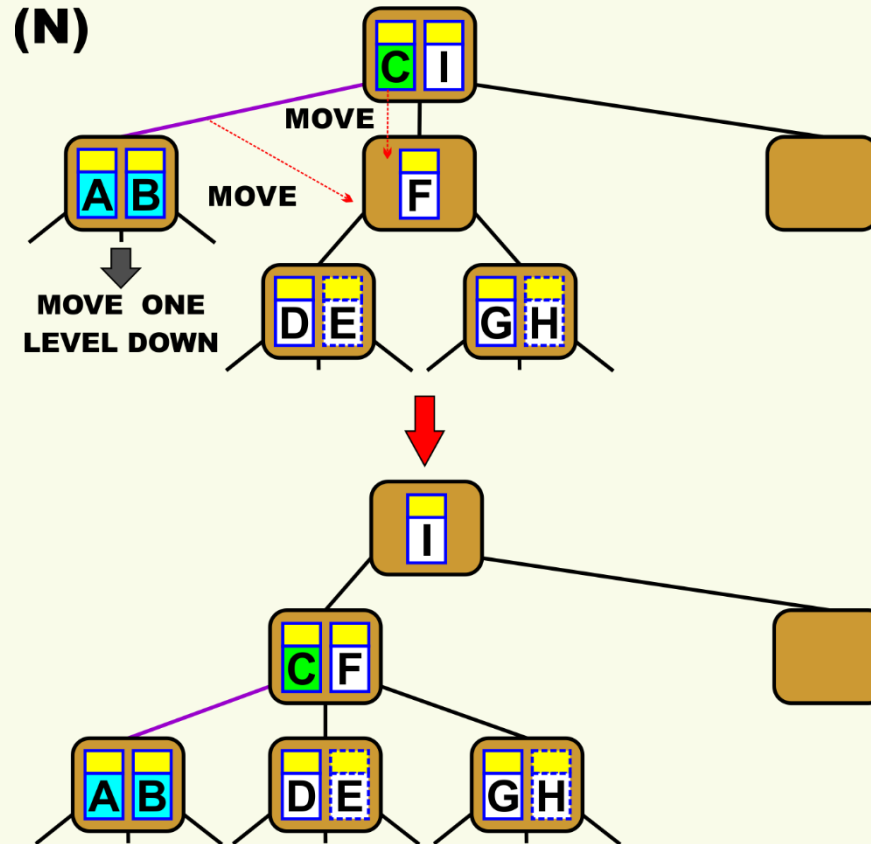 (N)
C I
MOVE
A B
MOVE
F
MOVE ONE
LEVEL DOWN
D E
G H
I
C F
A B
D E
G H